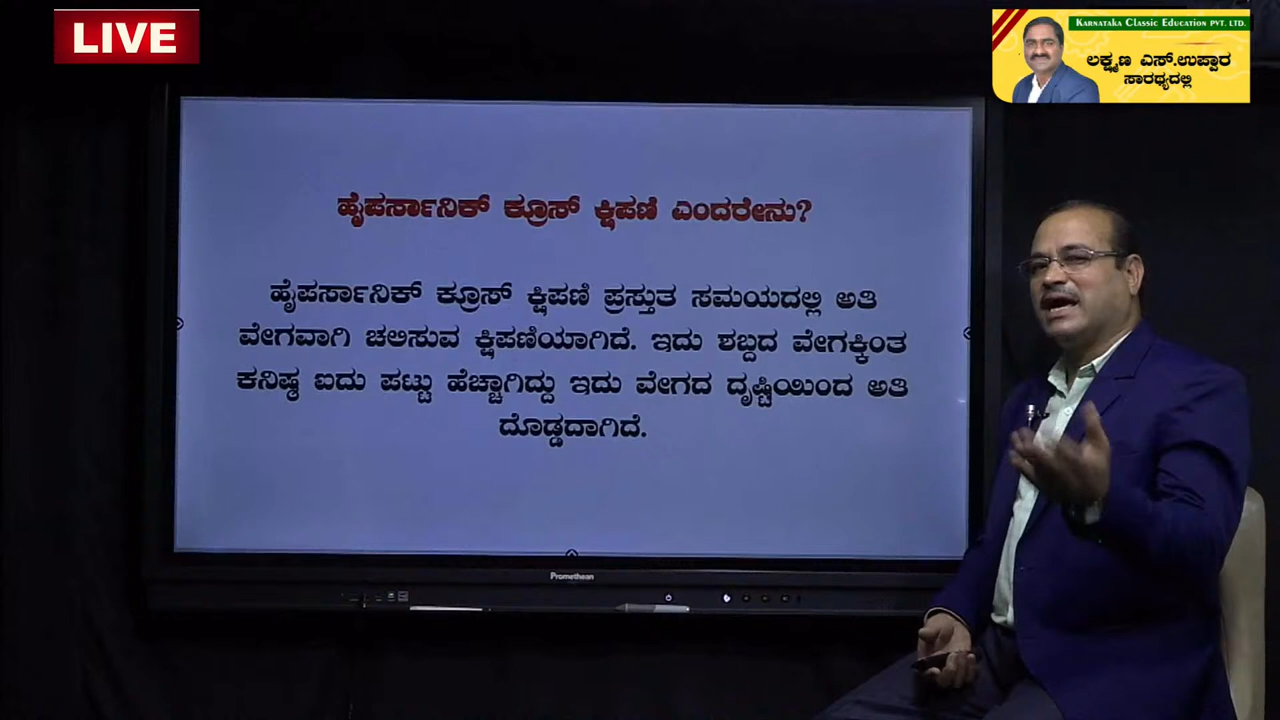 LIVE
KARNATAKA CLASSIC EDUCATION PVT. LTD.
ಲಕ್ಷ್ಮಣ ಎಸ್.ಉಪ್ಪಾರ
ಸಾರಥ್ಯದಲ್ಲಿ
ಹೈಪರ್ಸಾನಿಕ್ ಕ್ರೂಸ್ ಕ್ಷಿಪಣಿ ಎಂದರೇನು?
ಹೈಪರ್ಸಾನಿಕ್ ಕ್ರೂಸ್ ಕ್ಷಿಪಣಿ ಪ್ರಸ್ತುತ ಸಮಯದಲ್ಲಿ ಅತಿ
ವೇಗವಾಗಿ ಚಲಿಸುವ ಕ್ಷಿಪಣಿಯಾಗಿದೆ. ಇದು ಶಬ್ದದ ವೇಗಕ್ಕಿಂತ
ಕನಿಷ್ಠ ಐದು ಪಟ್ಟು ಹೆಚ್ಚಾಗಿದ್ದು ಇದು ವೇಗದ ದೃಷ್ಟಿಯಿಂದ ಅತಿ
ದೊಡ್ಡದಾಗಿದೆ.
Promethean